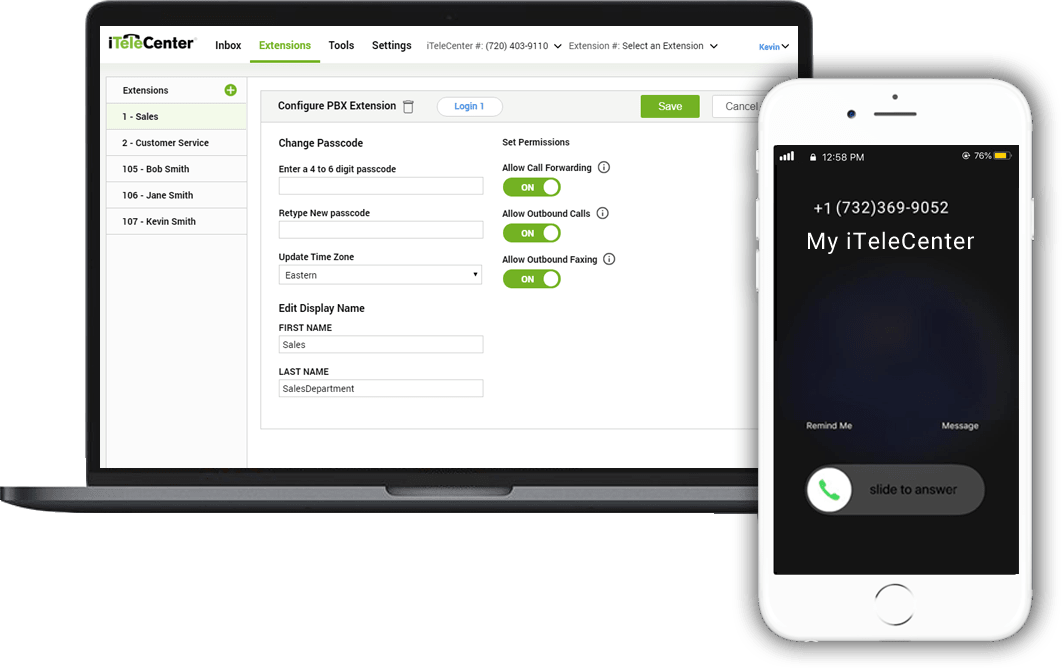 iTeleCenter
Inbox Extensions Tools Settings iTeleCenter #: (720) 403-9110 Extension #: Select an Extension Kevin
Extensions
1 - Sales
2 - Customer Service
105 - Bob Smith
106 - Jane Smith
107 - Kevin Smith
Configure PBX Extension Login 1 Save Cancel
Change Passcode
Enter a 4 to 6 digit passcode
Retype New passcode
Update Time Zone
Eastern
Edit Display Name
FIRST NAME
Sales
LAST NAME
SalesDepartment
Set Permissions
Allow Call Forwarding
ON
Allow Outbound Calls
ON
Allow Outbound Faxing
ON
12:58 PM 76%
+1 (732)369-9052
My iTeleCenter
Remind Me Message
slide to answer